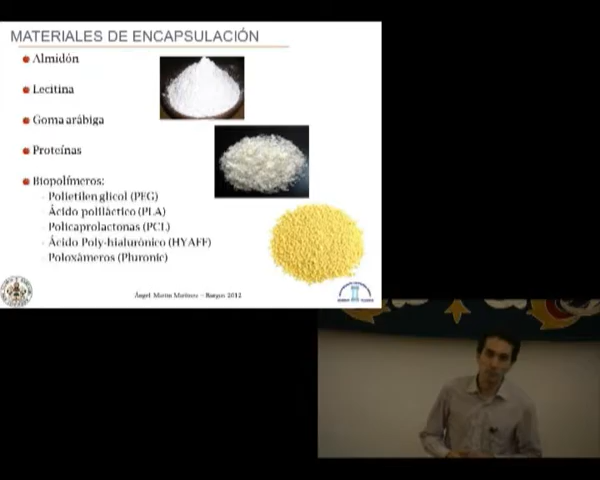 MATERIALES DE ENCAPSULACIÓN
Almidón
Lecitina
Goma arábiga
Proteínas
Biopolímeros:
- Polietilen glicol (PEG)
Ácido poliláctico (PLA)
Policaprolactonas (PCL)
- Ácido Poly-hialurónico (HYAFF)
Poloxámeros (Pluronic)
Ángel Martín Martínez – Burgos 2012